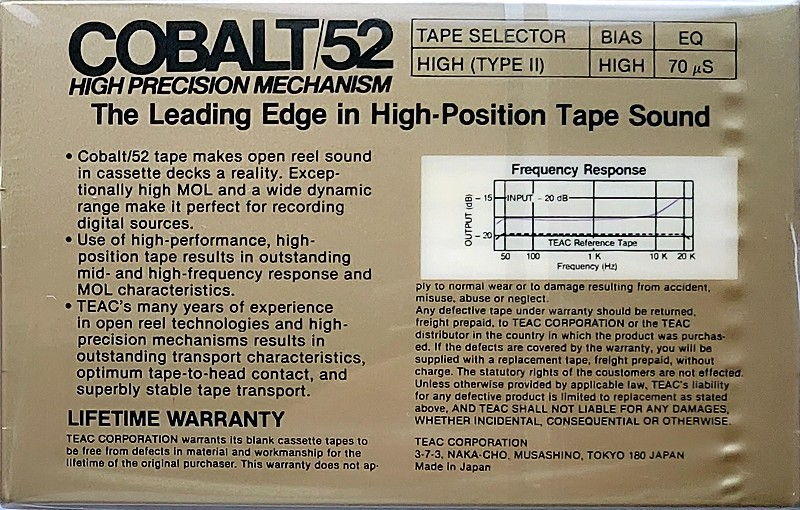 COBALT/52
HIGH PRECISION MECHANISM
TAPE SELECTOR BIAS EQ
HIGH (TYPE II) HIGH 70 µS
The Leading Edge in High-Position Tape Sound
• Cobalt/52 tape makes open reel sound
in cassette decks a reality. Excep-
tionally high MOL and a wide dynamic
range make it perfect for recording
digital sources.
• Use of high-performance, high-
position tape results in outstanding
mid- and high-frequency response and
MOL characteristics.
• TEAC's many years of experience
in open reel technologies and high-
precision mechanisms results in
outstanding transport characteristics,
optimum tape-to-head contact, and
superbly stable tape transport.
LIFETIME WARRANTY
TEAC CORPORATION warrants its blank cassette tapes to
be free from defects in material and workmanship for the
lifetime of the original purchaser. This warranty does not ap-
Frequency Response
OUTPUT (dB)
-15
INPUT -20 dB
-20
TEAC Reference Tape
50 100 1 K 10 K 20 K
Frequency (Hz)
ply to normal wear or to damage resulting from accident,
misuse, abuse or neglect.
Any defective tape under warranty should be returned,
freight prepaid, to TEAC CORPORATION or the TEAC
distributor in the country in which the product was purchas-
ed. If the defects are covered by the warranty, you will be
supplied with a replacement tape, freight prepaid, without
charge. The statutory rights of the coustomers are not effected.
Unless otherwise provided by applicable law, TEAC's liability
for any defective product is limited to replacement as stated
above, AND TEAC SHALL NOT LIABLE FOR ANY DAMAGES,
WHETHER INCIDENTAL, CONSEQUENTIAL OR OTHERWISE.
TEAC CORPORATION
3-7-3, NAKA-CHO, MUSASHINO, TOKYO 180 JAPAN
Made in Japan